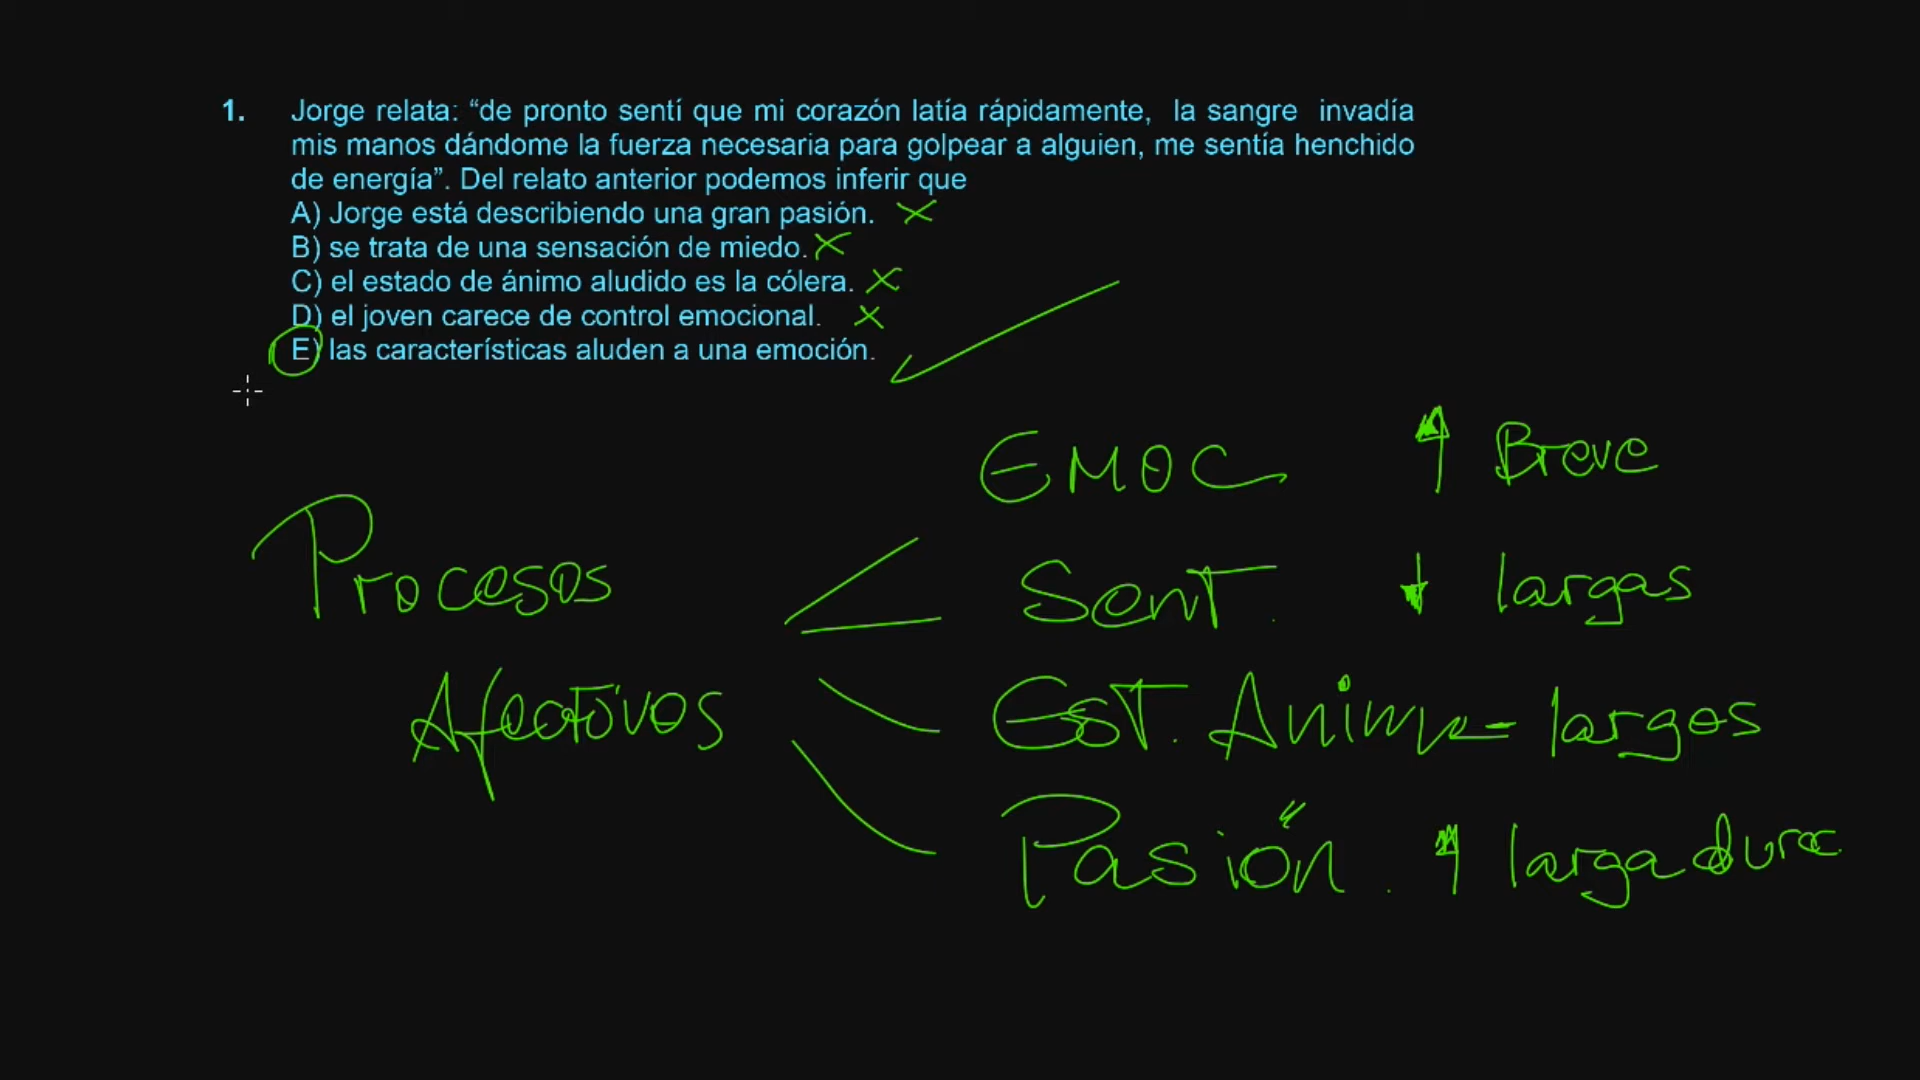 1. Jorge relata: “de pronto sentí que mi corazón latía rápidamente, la sangre invadía
mis manos dándome la fuerza necesaria para golpear a alguien, me sentía henchido
de energía”. Del relato anterior podemos inferir que
A) Jorge está describiendo una gran pasión.
B) se trata de una sensación de miedo.
C) el estado de ánimo aludido es la cólera.
D) el joven carece de control emocional.
E) las características aluden a una emoción.
EMOC Breve
Procesos
Sent. largas
Afectivos
Est. Animo = largos
Pasión. larga durac.